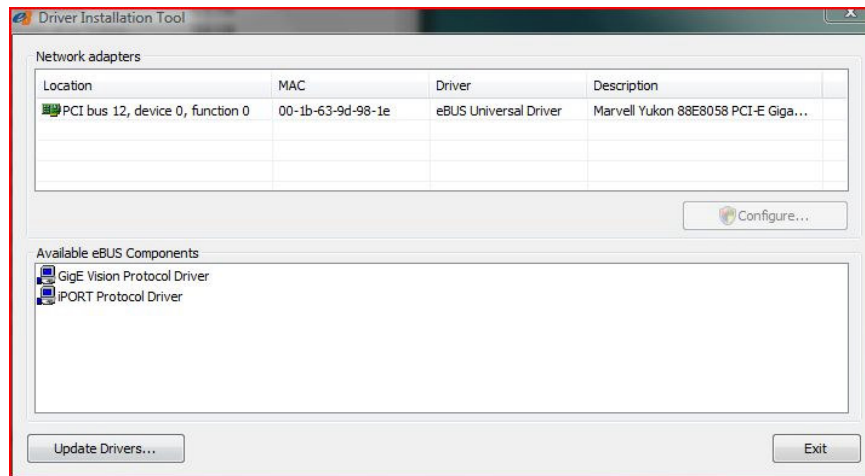 Driver Installation Tool
Network adapters
Location MAC Driver Description
PCI bus 12, device 0, function 0 00-1b-63-9d-98-1e eBUS Universal Driver Marvell Yukon 88E8058 PCI-E Giga...
Configure...
Available eBUS Components
GigE Vision Protocol Driver
iPORT Protocol Driver
Update Drivers... Exit